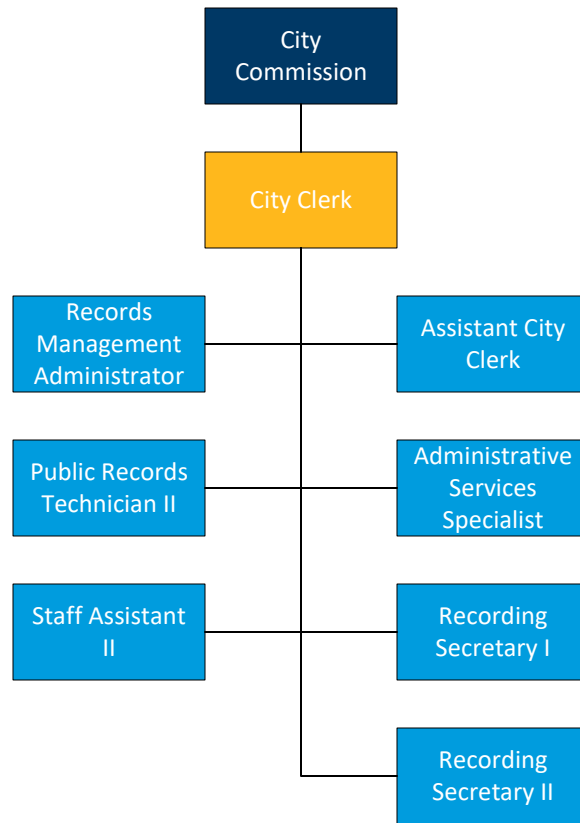 City
Commission
City Clerk
Records
Management
Administrator
Assistant City
Clerk
Public Records
Technician II
Administrative
Services
Specialist
Staff Assistant
II
Recording
Secretary I
Recording
Secretary II